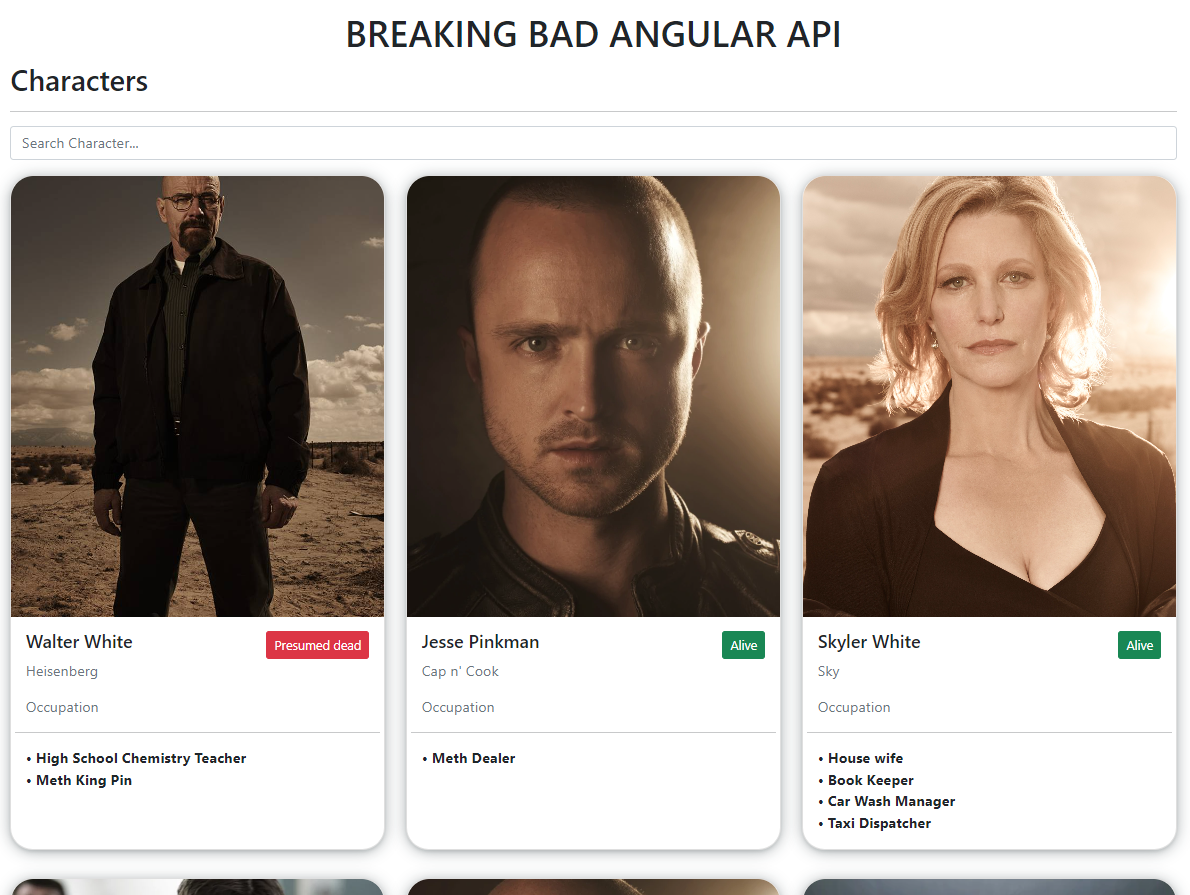 BREAKING BAD ANGULAR API
Characters
Search Character...
Walter White
Presumed dead
Heisenberg
Occupation
• High School Chemistry Teacher
• Meth King Pin
Jesse Pinkman
Alive
Cap n' Cook
Occupation
• Meth Dealer
Skyler White
Alive
Sky
Occupation
• House wife
• Book Keeper
• Car Wash Manager
• Taxi Dispatcher